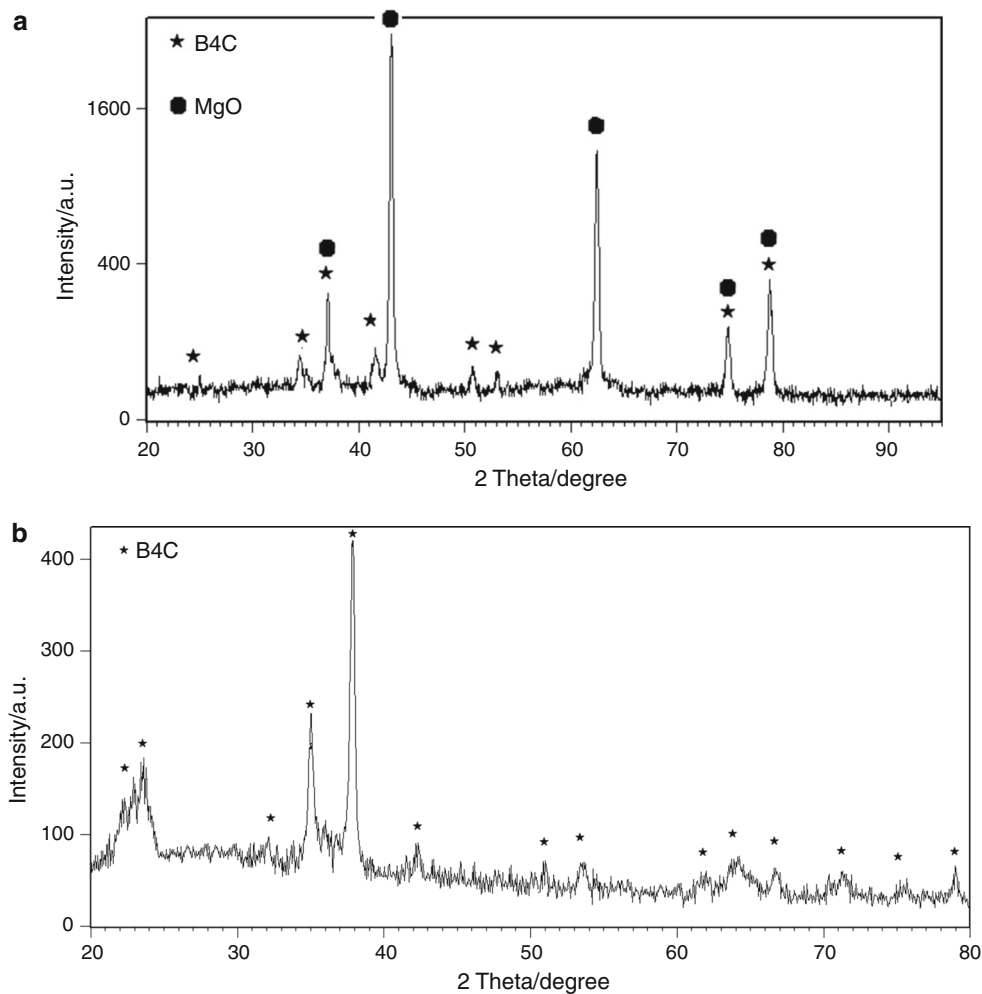 a
★ B4C
● MgO
1600
400
0
Intensity/a.u.
20 30 40 50 60 70 80 90
2 Theta/degree
b
★ B4C
400
300
200
100
0
Intensity/a.u.
20 30 40 50 60 70 80
2 Theta/degree